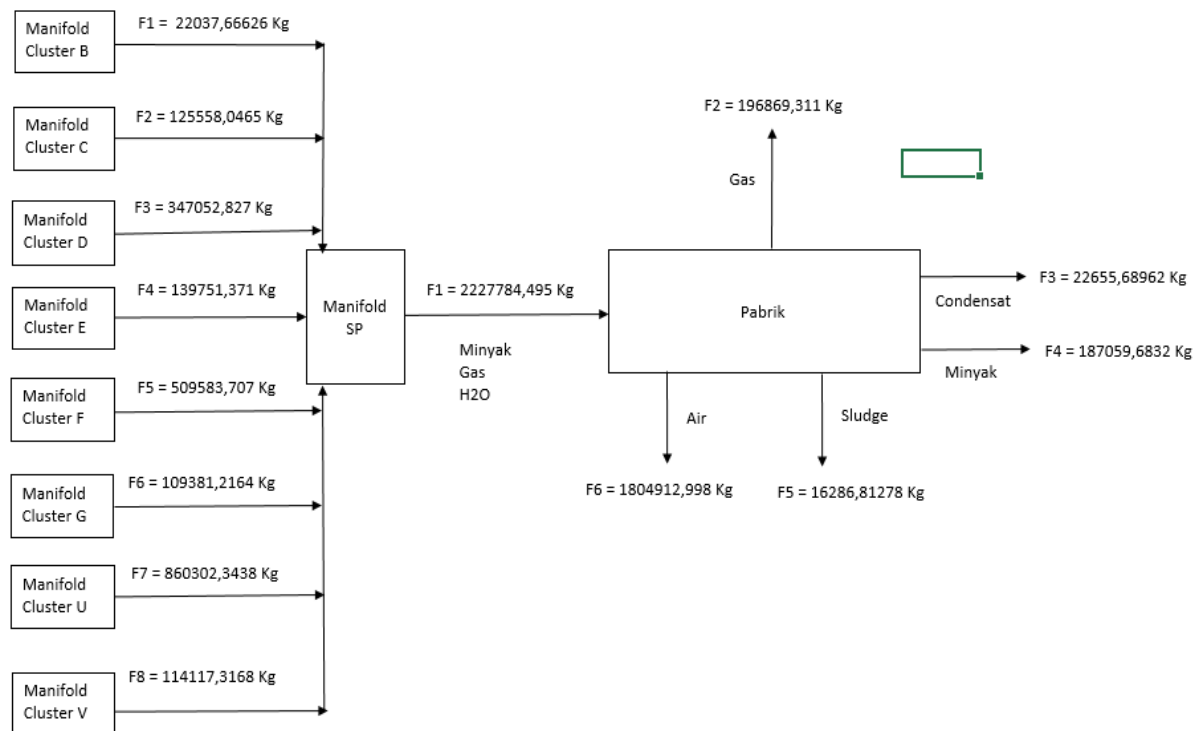 Manifold
Cluster B
F1 =  22037,66626 Kg
Manifold
Cluster C
F2 = 125558,0465 Kg
Manifold
Cluster D
F3 = 347052,827 Kg
Manifold
Cluster E
F4 = 139751,371 Kg
Manifold
Cluster F
F5 = 509583,707 Kg
Manifold
Cluster G
F6 = 109381,2164 Kg
Manifold
Cluster U
F7 = 860302,3438 Kg
Manifold
Cluster V
F8 = 114117,3168 Kg
Manifold
SP
F1 = 2227784,495 Kg
Minyak
Gas
H2O
Pabrik
F2 = 196869,311 Kg
Gas
F3 = 22655,68962 Kg
Condensat
F4 = 187059,6832 Kg
Minyak
Air
F6 = 1804912,998 Kg
Sludge
F5 = 16286,81278 Kg